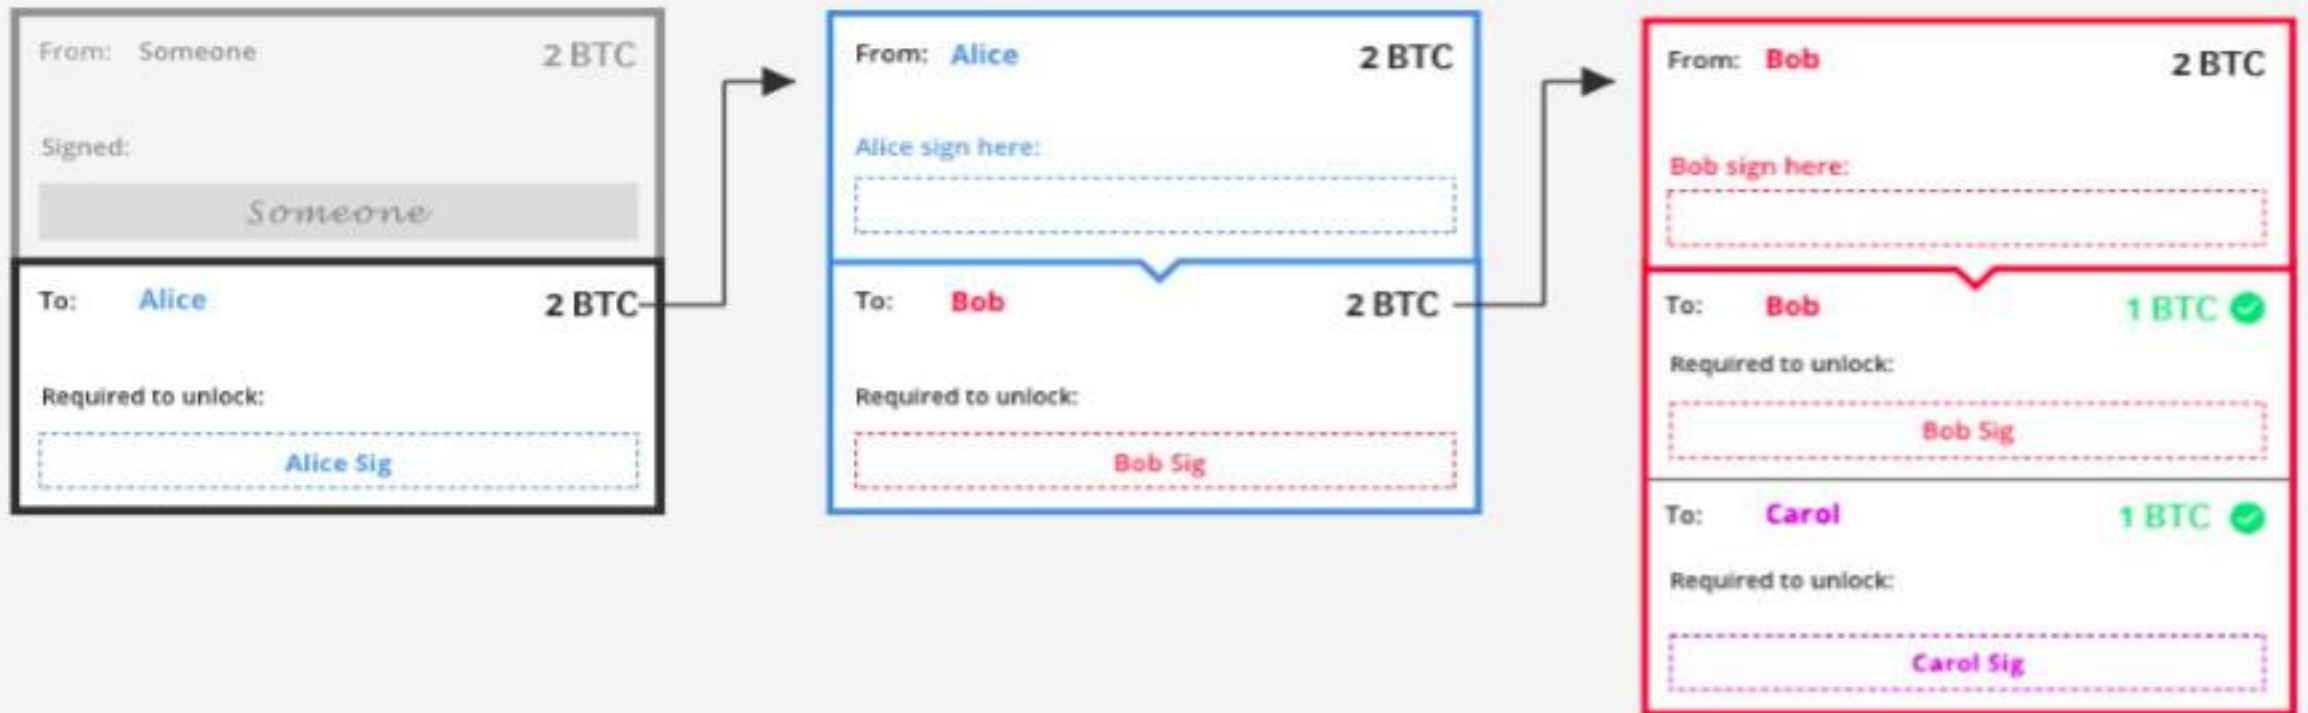 From: Someone 2 BTC
Signed:
Someone
To: Alice 2 BTC
Required to unlock:
Alice Sig
From: Alice 2 BTC
Alice sign here:
To: Bob 2 BTC
Required to unlock:
Bob Sig
From: Bob 2 BTC
Bob sign here:
To: Bob 1 BTC
Required to unlock:
Bob Sig
To: Carol 1 BTC
Required to unlock:
Carol Sig